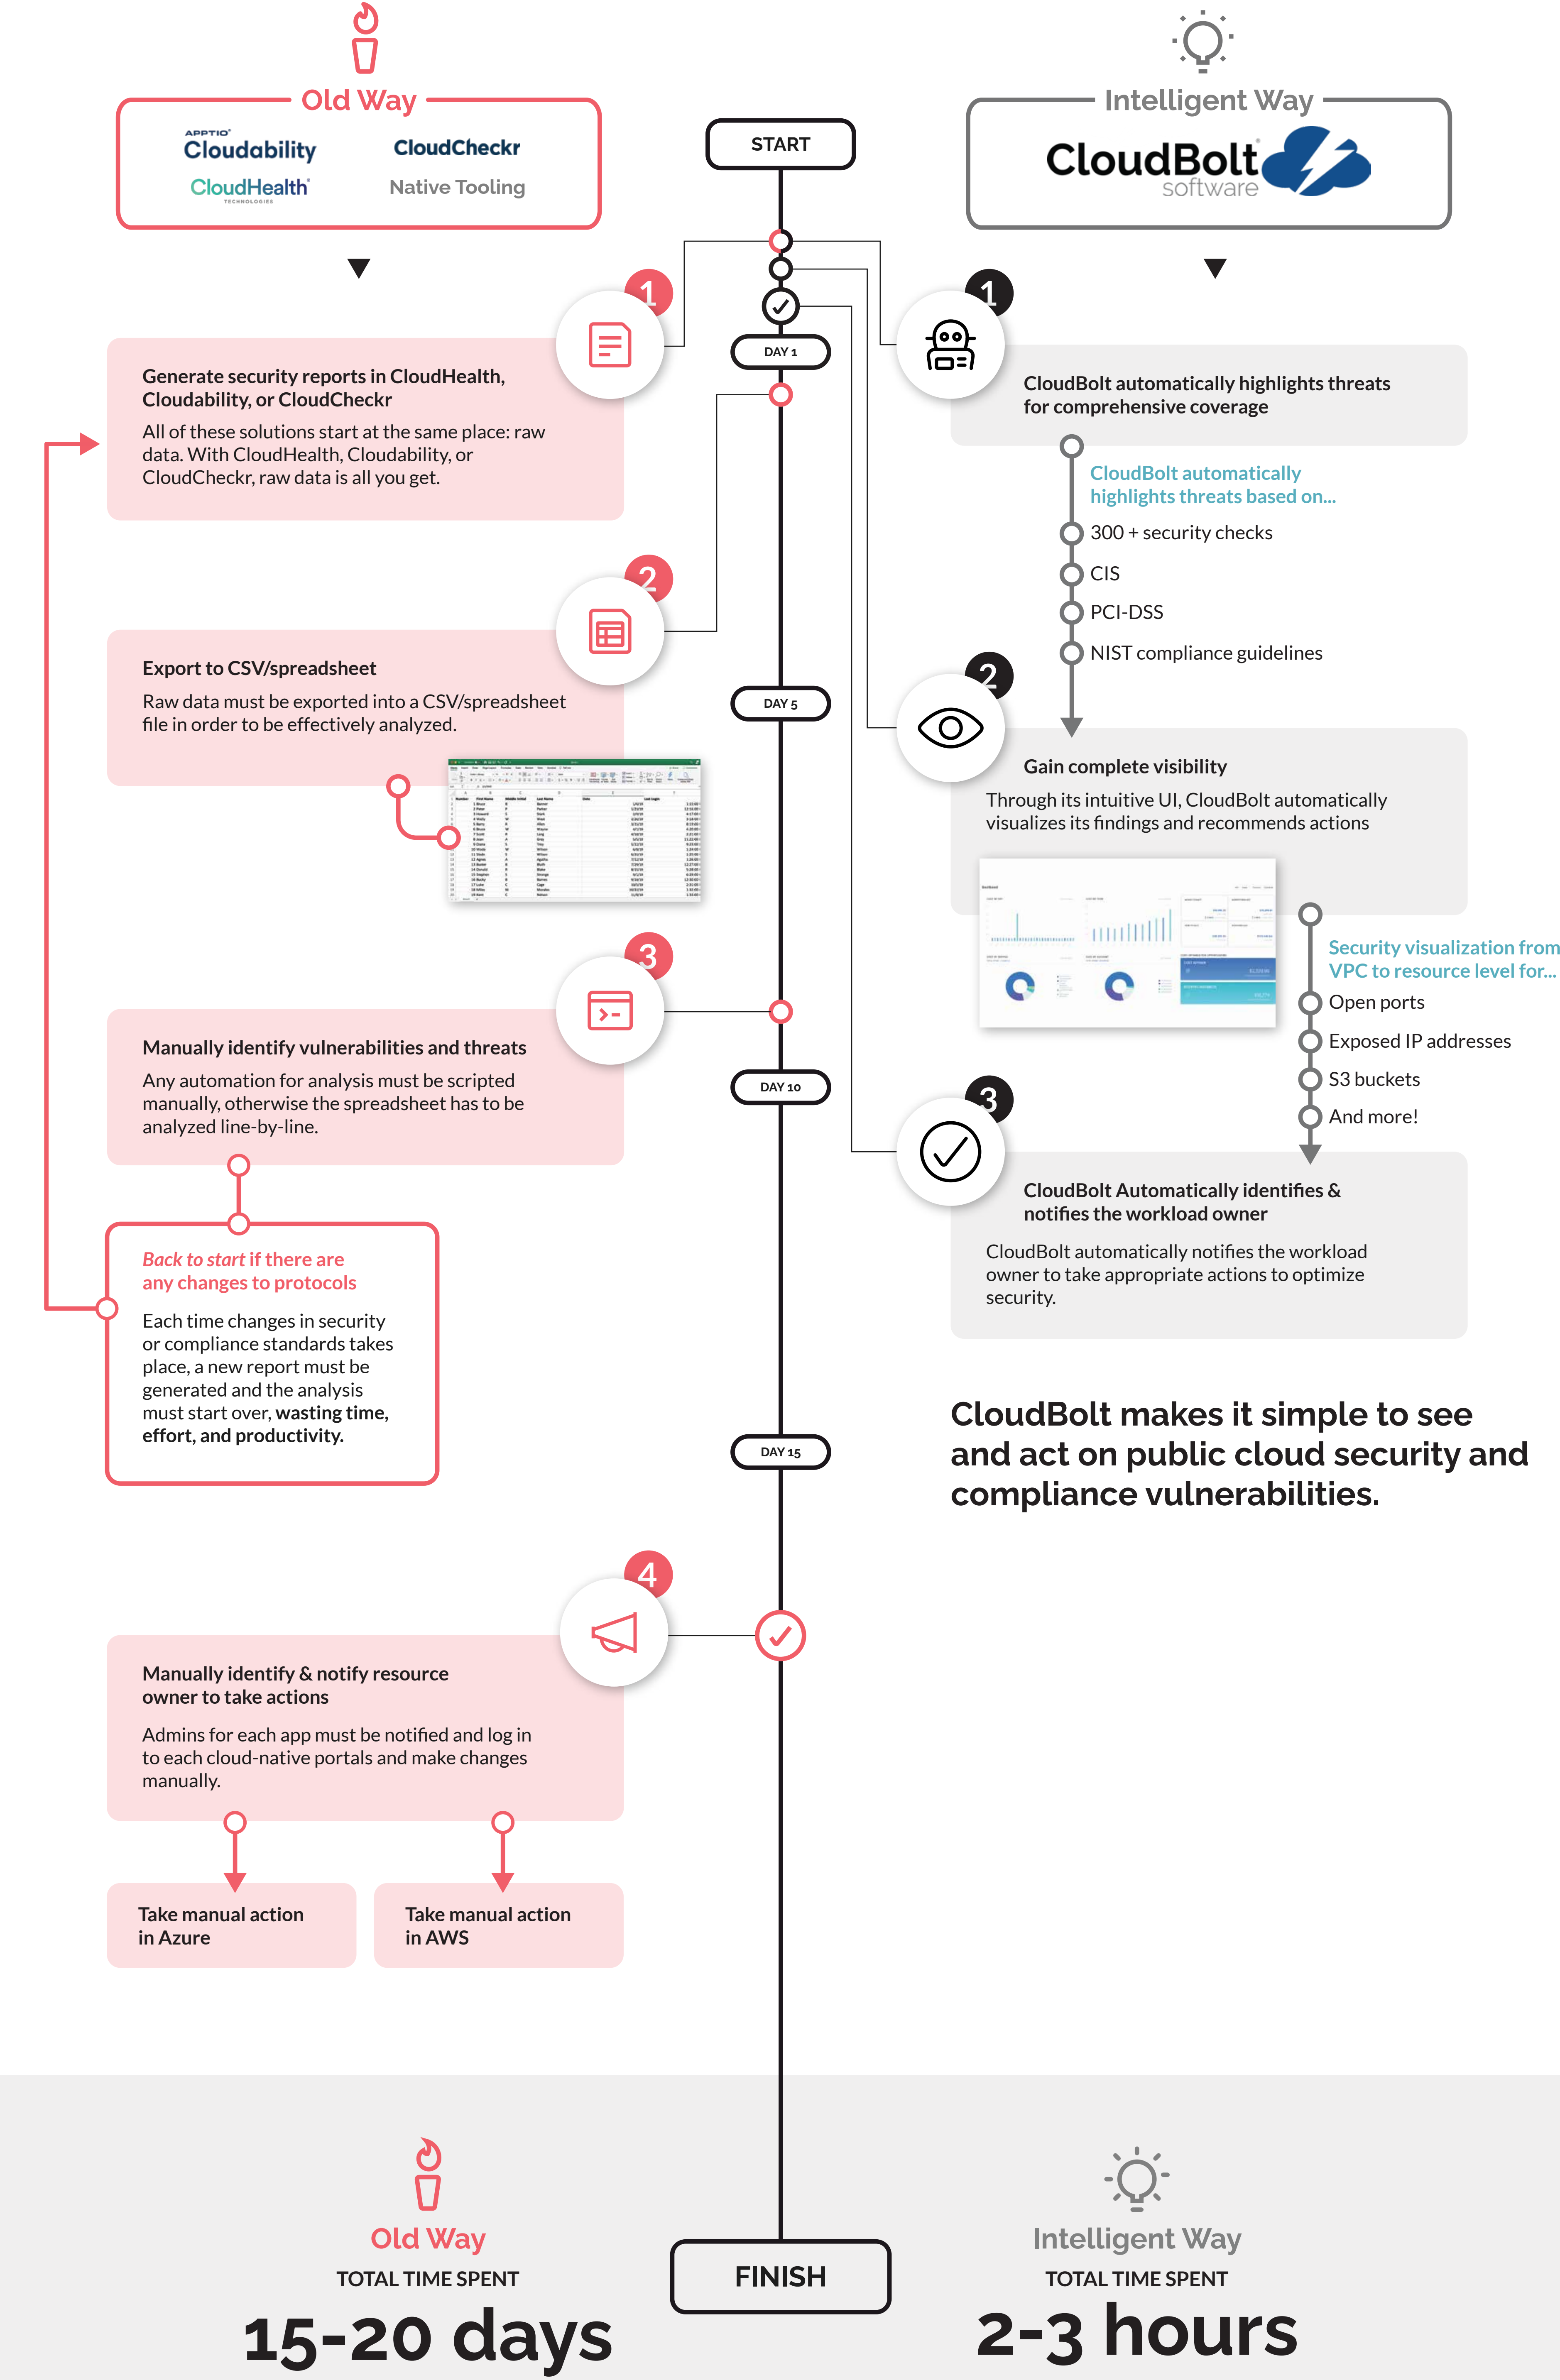 Old Way
APPTIO
Cloudability
CloudCheckr
CloudHealth
TECHNOLOGIES
Native Tooling
START
Intelligent Way
CloudBolt
software
1
Generate security reports in CloudHealth,
Cloudability, or CloudCheckr
All of these solutions start at the same place: raw
data. With CloudHealth, Cloudability, or
CloudCheckr, raw data is all you get.
2
Export to CSV/spreadsheet
Raw data must be exported into a CSV/spreadsheet
file in order to be effectively analyzed.
3
Manually identify vulnerabilities and threats
Any automation for analysis must be scripted
manually, otherwise the spreadsheet has to be
analyzed line-by-line.
Back to start if there are
any changes to protocols
Each time changes in security
or compliance standards takes
place, a new report must be
generated and the analysis
must start over, wasting time,
effort, and productivity.
4
Manually identify & notify resource
owner to take actions
Admins for each app must be notified and log in
to each cloud-native portals and make changes
manually.
Take manual action
in Azure
Take manual action
in AWS
DAY 1
DAY 5
DAY 10
DAY 15
1
CloudBolt automatically highlights threats
for comprehensive coverage
CloudBolt automatically
highlights threats based on...
300 + security checks
CIS
PCI-DSS
NIST compliance guidelines
2
Gain complete visibility
Through its intuitive UI, CloudBolt automatically
visualizes its findings and recommends actions
Security visualization from
VPC to resource level for...
Open ports
Exposed IP addresses
S3 buckets
And more!
3
CloudBolt Automatically identifies &
notifies the workload owner
CloudBolt automatically notifies the workload
owner to take appropriate actions to optimize
security.
CloudBolt makes it simple to see
and act on public cloud security and
compliance vulnerabilities.
Old Way
TOTAL TIME SPENT
15-20 days
FINISH
Intelligent Way
TOTAL TIME SPENT
2-3 hours